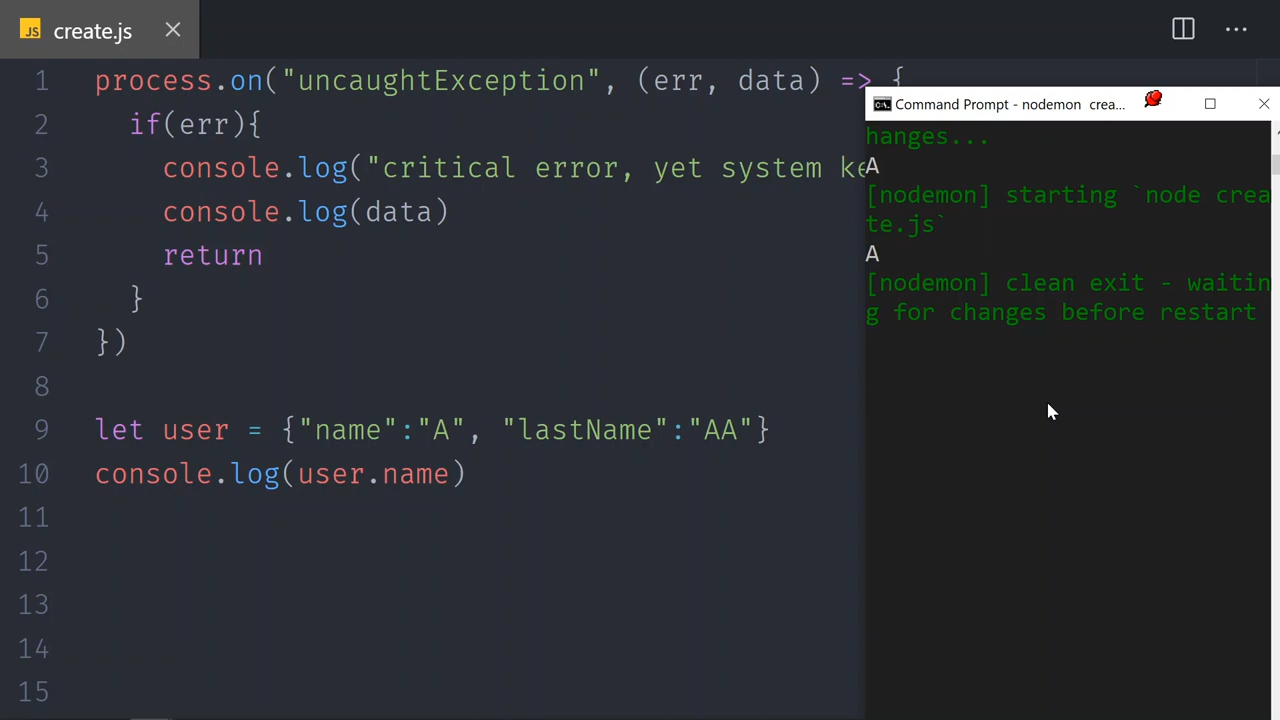 JS create.js
1 process.on("uncaughtException", (err, data) => {
2 if(err){
3 console.log("critical error, yet system ke
4 console.log(data)
5 return
6 }
7 })
8
9 let user = {"name":"A", "lastName":"AA"}
10 console.log(user.name)
11
12
13
14
15
C:\. Command Prompt - nodemon crea...
hanges...
A
[nodemon] starting `node crea
te.js`
A
[nodemon] clean exit - waitin
g for changes before restart